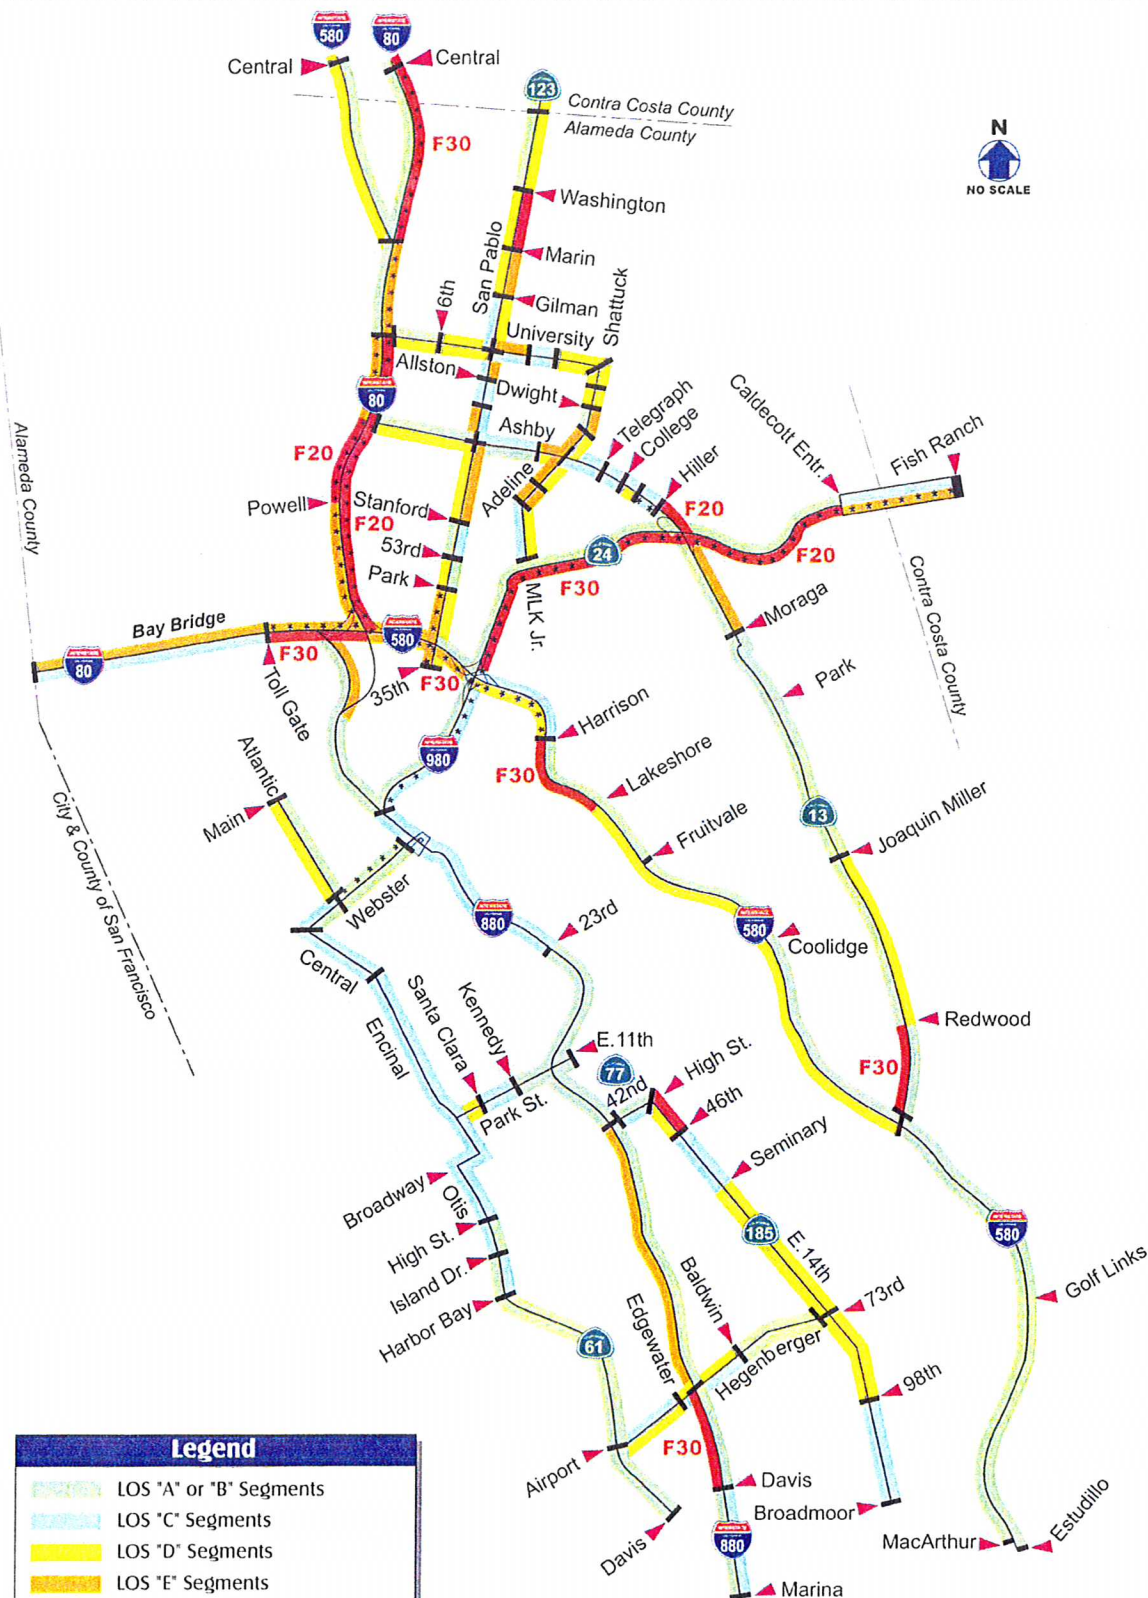 580
80
Central
Central
123
Contra Costa County
Alameda County
N
NO SCALE
F30
Washington
San Pablo
Marin
6th
Gilman
Shattuck
University
Allston
Dwight
80
Telegraph
College
Caldecott Entr.
Fish Ranch
Ashby
Hiller
Alameda County
F20
Adeline
Powell
F20
Stanford
F20
24
F20
53rd
Park
F30
MLK Jr.
Contra Costa County
Moraga
Bay Bridge
580
80
F30
Toll Gate
35th
F30
Park
Harrison
980
F30
Lakeshore
Atlantic
Main
City & County of San Francisco
Fruitvale
13
Joaquin Miller
Webster
880
23rd
580
Coolidge
Central
Santa Clara
Kennedy
Encinal
Redwood
E.11th
77
High St.
F30
42nd
46th
Park St.
Seminary
Broadway
Otis
High St.
185
E.14th
580
Island Dr.
Baldwin
Golf Links
Harbor Bay
Edgewater
73rd
61
Hegenberger
98th
F30
Airport
Davis
Broadmoor
Davis
880
MacArthur
Estudillo
Marina
Legend
LOS "A" or "B" Segments
LOS "C" Segments
LOS "D" Segments
LOS "E" Segments